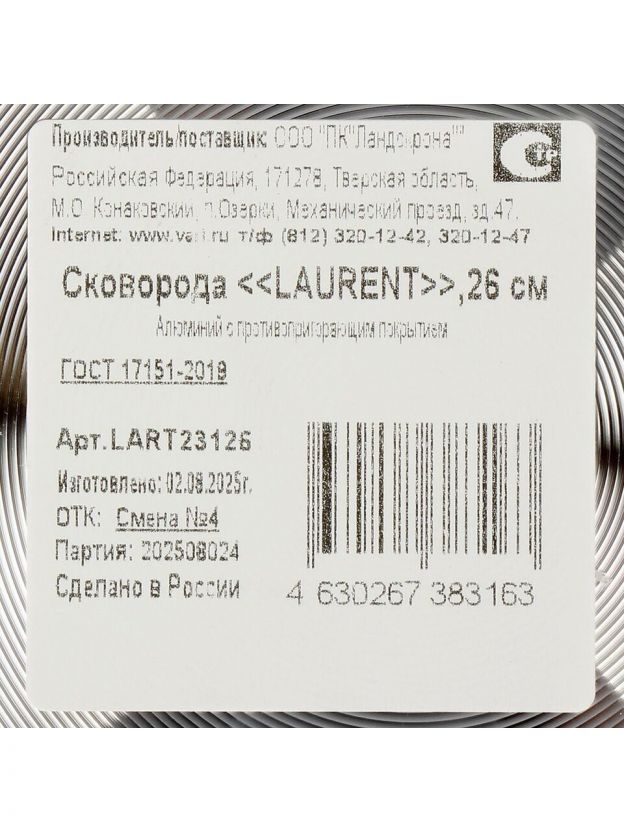 Производитель/поставщик: ООО "ПК"Ландскрона""
Российская Федерация, 171278, Тверская область,
М.О. Конаковский, п.Озерки, Механический проезд, зд.47.
Internet: www.vari.ru т/ф (812) 320-12-42, 320-12-47
Сковорода <<LAURENT>>,26 см
Алюминий с противопригорающим покрытием
ГОСТ 17151-2019
Арт.LART23126
Изготовлено: 02.08.2025г.
ОТК: Смена №4
Партия: 202508024
Сделано в России
4 630267 383163